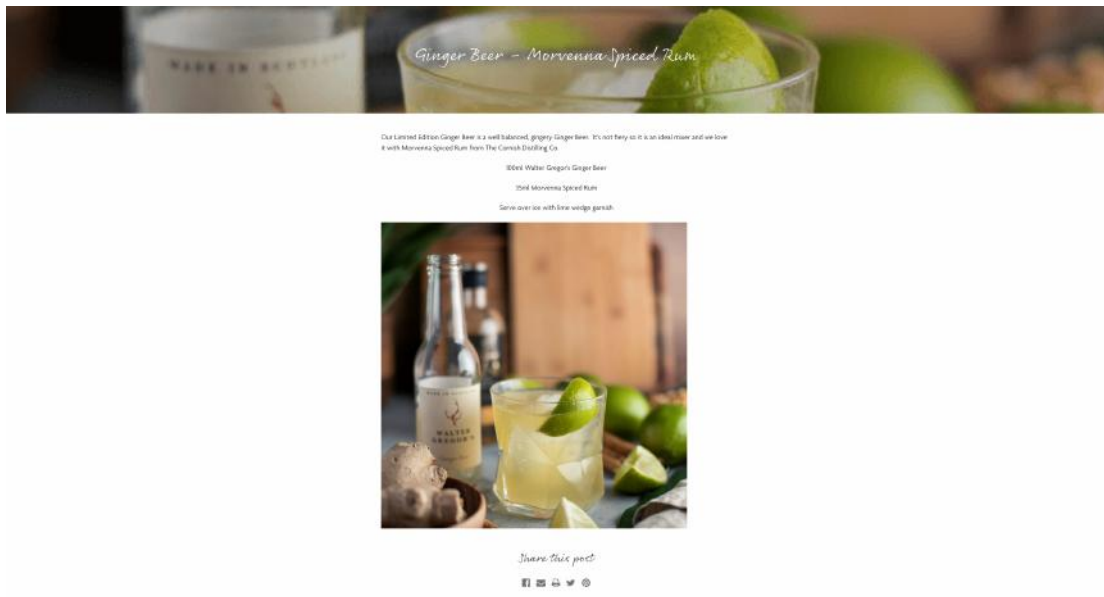 MADE IN SCOTLAND
Ginger Beer – Morvenna Spiced Rum
Our Limited Edition Ginger Beer is a well balanced, gingery Ginger Beer. It's not fiery so it is an ideal mixer and we love
it with Morvenna Spiced Rum from The Cornish Distilling Co.
100ml Walter Gregor's Ginger Beer
35ml Morvenna Spiced Rum
Serve over ice with lime wedge garnish
MADE IN SCOTLAND
WALTER
GREGOR'S
Share this post